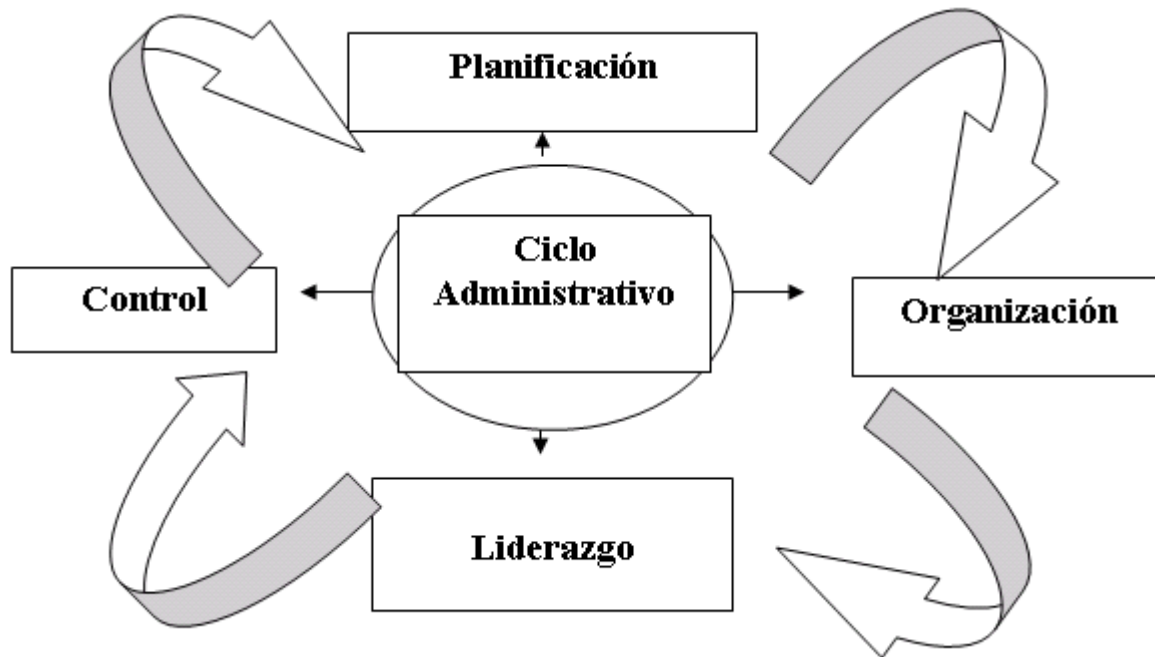 Planificación
Ciclo
Administrativo
Control
Organización
Liderazgo